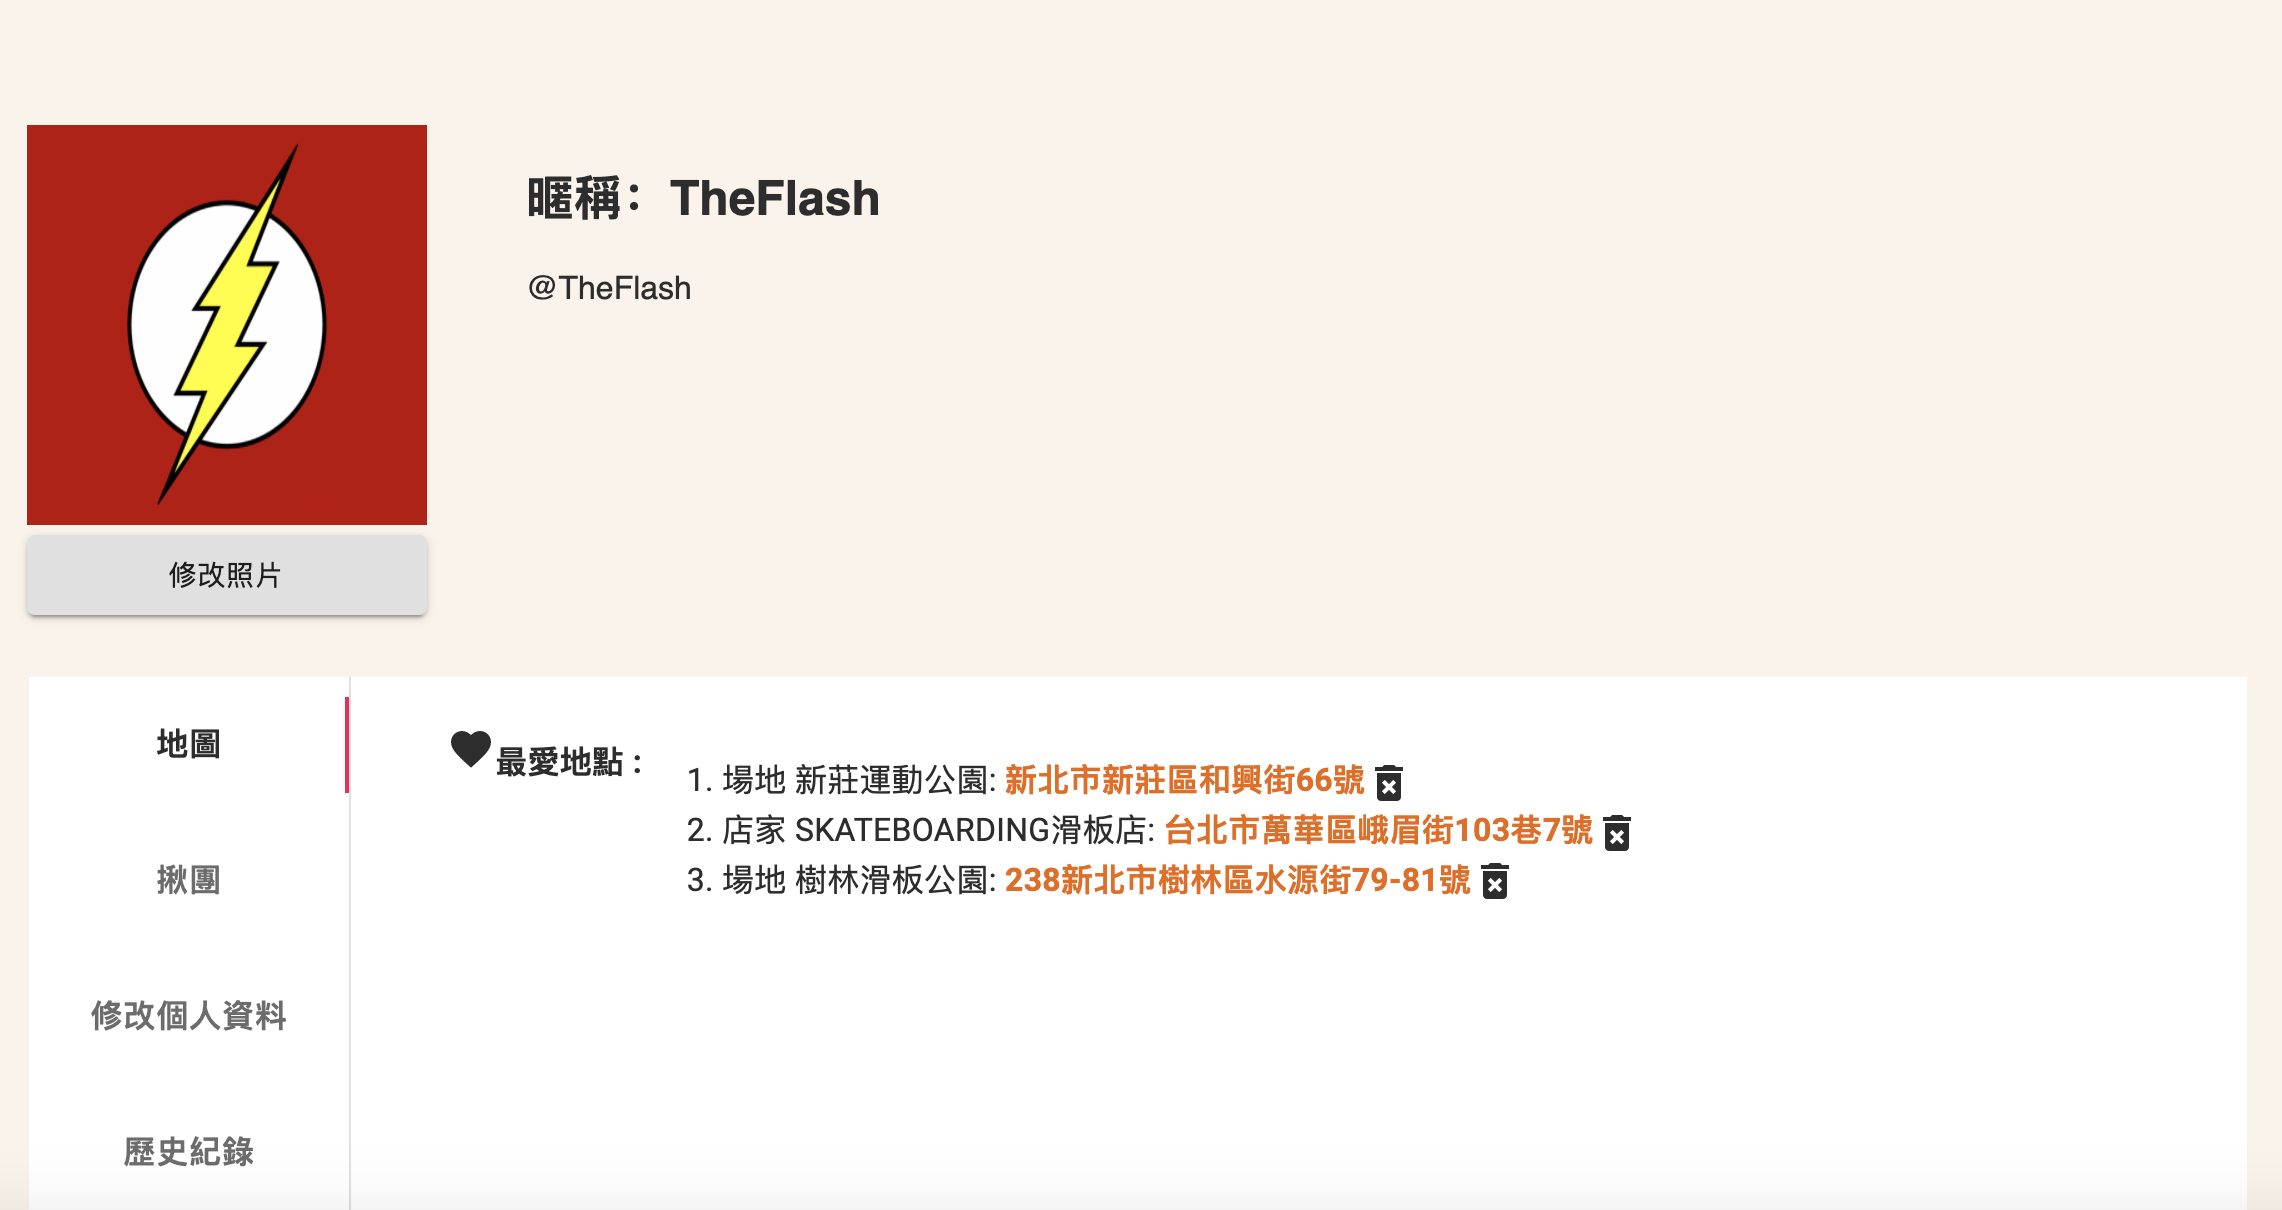 暱稱：TheFlash
@TheFlash
修改照片
地圖
揪團
修改個人資料
歷史紀錄
最愛地點 :
1. 場地 新莊運動公園: 新北市新莊區和興街66號
2. 店家 SKATEBOARDING滑板店: 台北市萬華區峨眉街103巷7號
3. 場地 樹林滑板公園: 238新北市樹林區水源街79-81號